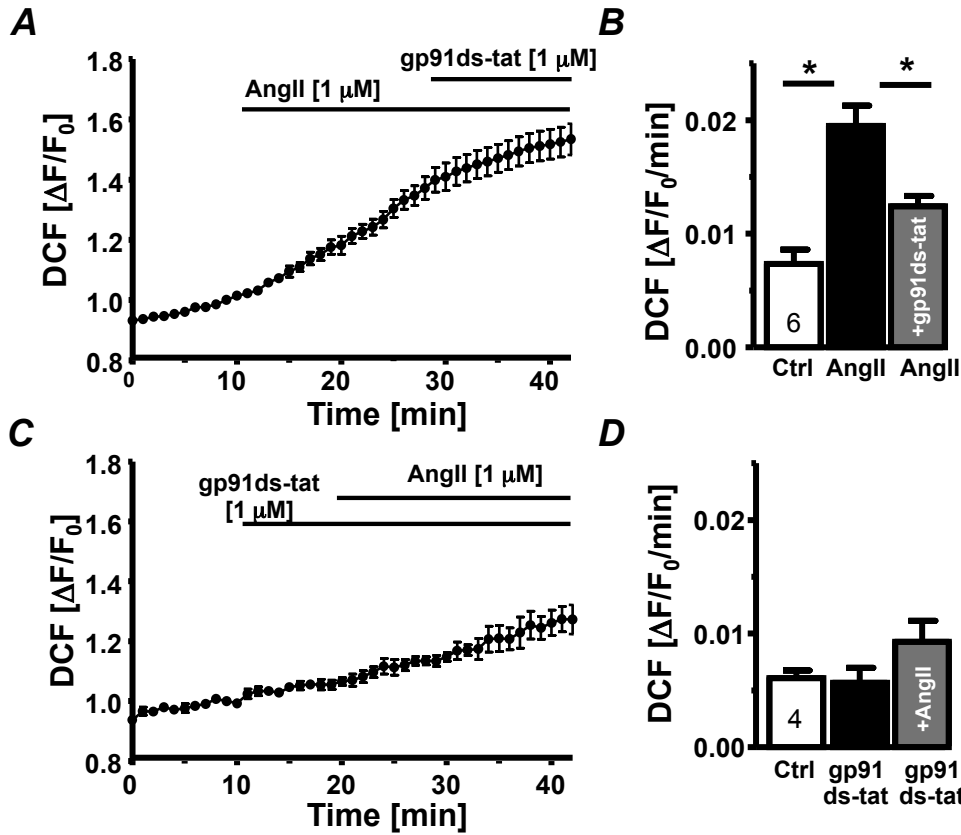 A
1.8
1.6
1.4
1.2
1.0
0.8
DCF [ΔF/F0]
AngII [1 μM]
gp91ds-tat [1 μM]
0
10
20
30
40
Time [min]
B
0.02
0.01
0.00
DCF [ΔF/F0/min]
*
*
6
+gp91ds-tat
Ctrl
AngII
AngII
C
1.8
1.6
1.4
1.2
1.0
0.8
DCF [ΔF/F0]
gp91ds-tat
[1 μM]
AngII [1 μM]
0
10
20
30
40
Time [min]
D
0.02
0.01
0.00
DCF [ΔF/F0/min]
4
+AngII
Ctrl
gp91
ds-tat
gp91
ds-tat